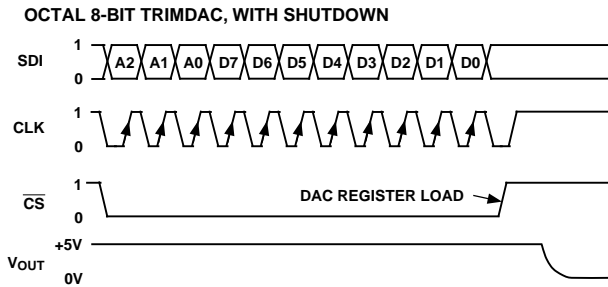 OCTAL 8-BIT TRIMDAC, WITH SHUTDOWN
SDI
1
0
A2 A1 A0 D7 D6 D5 D4 D3 D2 D1 D0
CLK
1
0
CS
1
0
DAC REGISTER LOAD
VOUT
+5V
0V